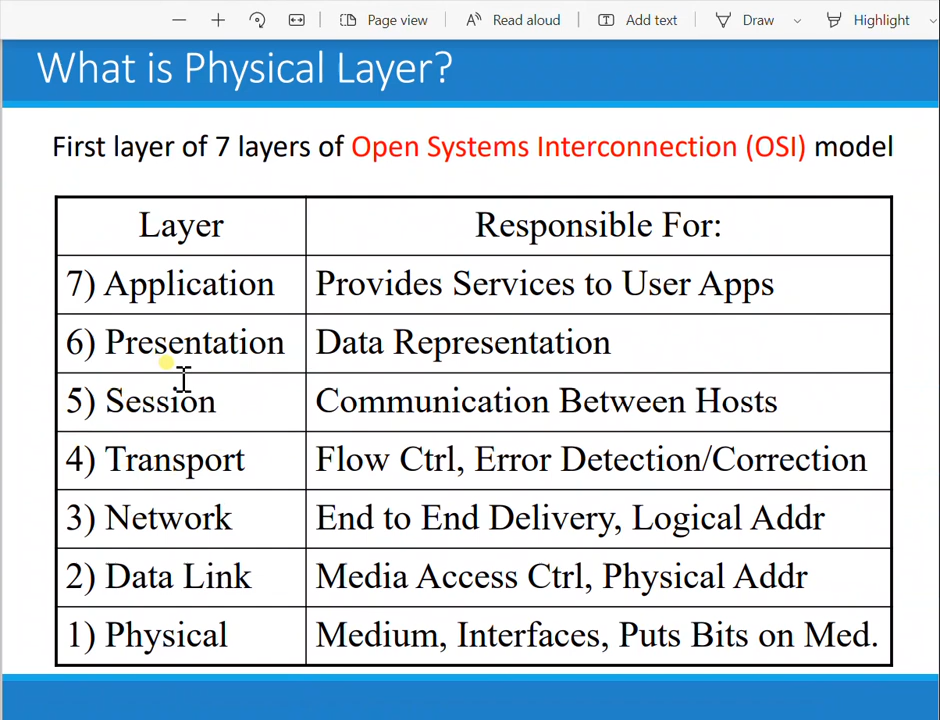 Page view Read aloud Add text Draw Highlight
What is Physical Layer?
First layer of 7 layers of Open Systems Interconnection (OSI) model
Layer Responsible For:
7) Application Provides Services to User Apps
6) Presentation Data Representation
5) Session Communication Between Hosts
4) Transport Flow Ctrl, Error Detection/Correction
3) Network End to End Delivery, Logical Addr
2) Data Link Media Access Ctrl, Physical Addr
1) Physical Medium, Interfaces, Puts Bits on Med.